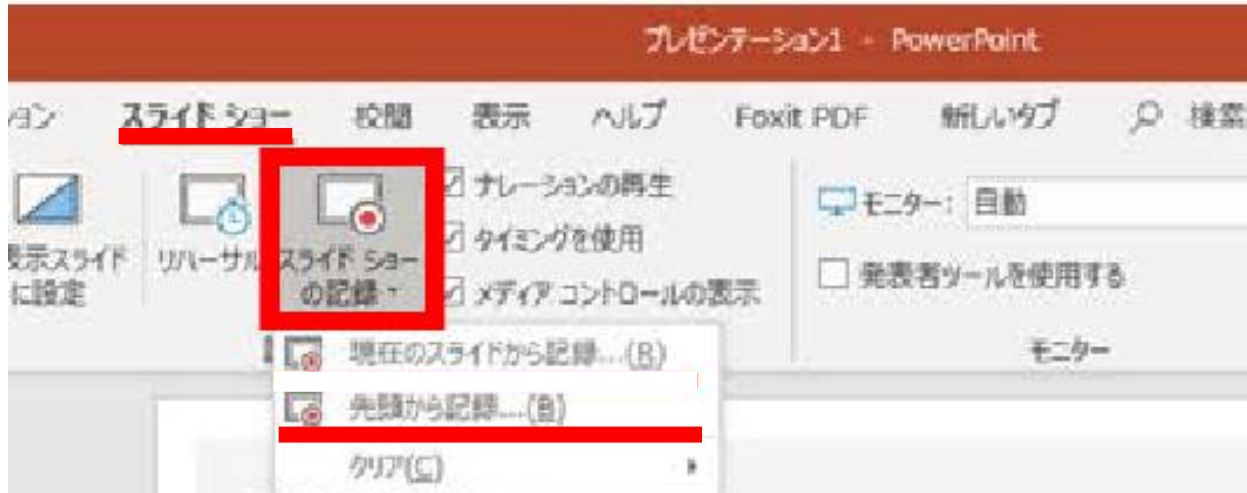 プレゼンテーション1 - PowerPoint
ション スライド ショー 校閲 表示 ヘルプ Foxit PDF 新しいタブ 検索
表示スライド
に設定
リハーサル
スライド ショー
の記録
ナレーションの再生
タイミングを使用
メディア コントロールの表示
モニター: 自動
発表者ツールを使用する
モニター
現在のスライドから記録...(R)
先頭から記録...(B)
クリア(C)